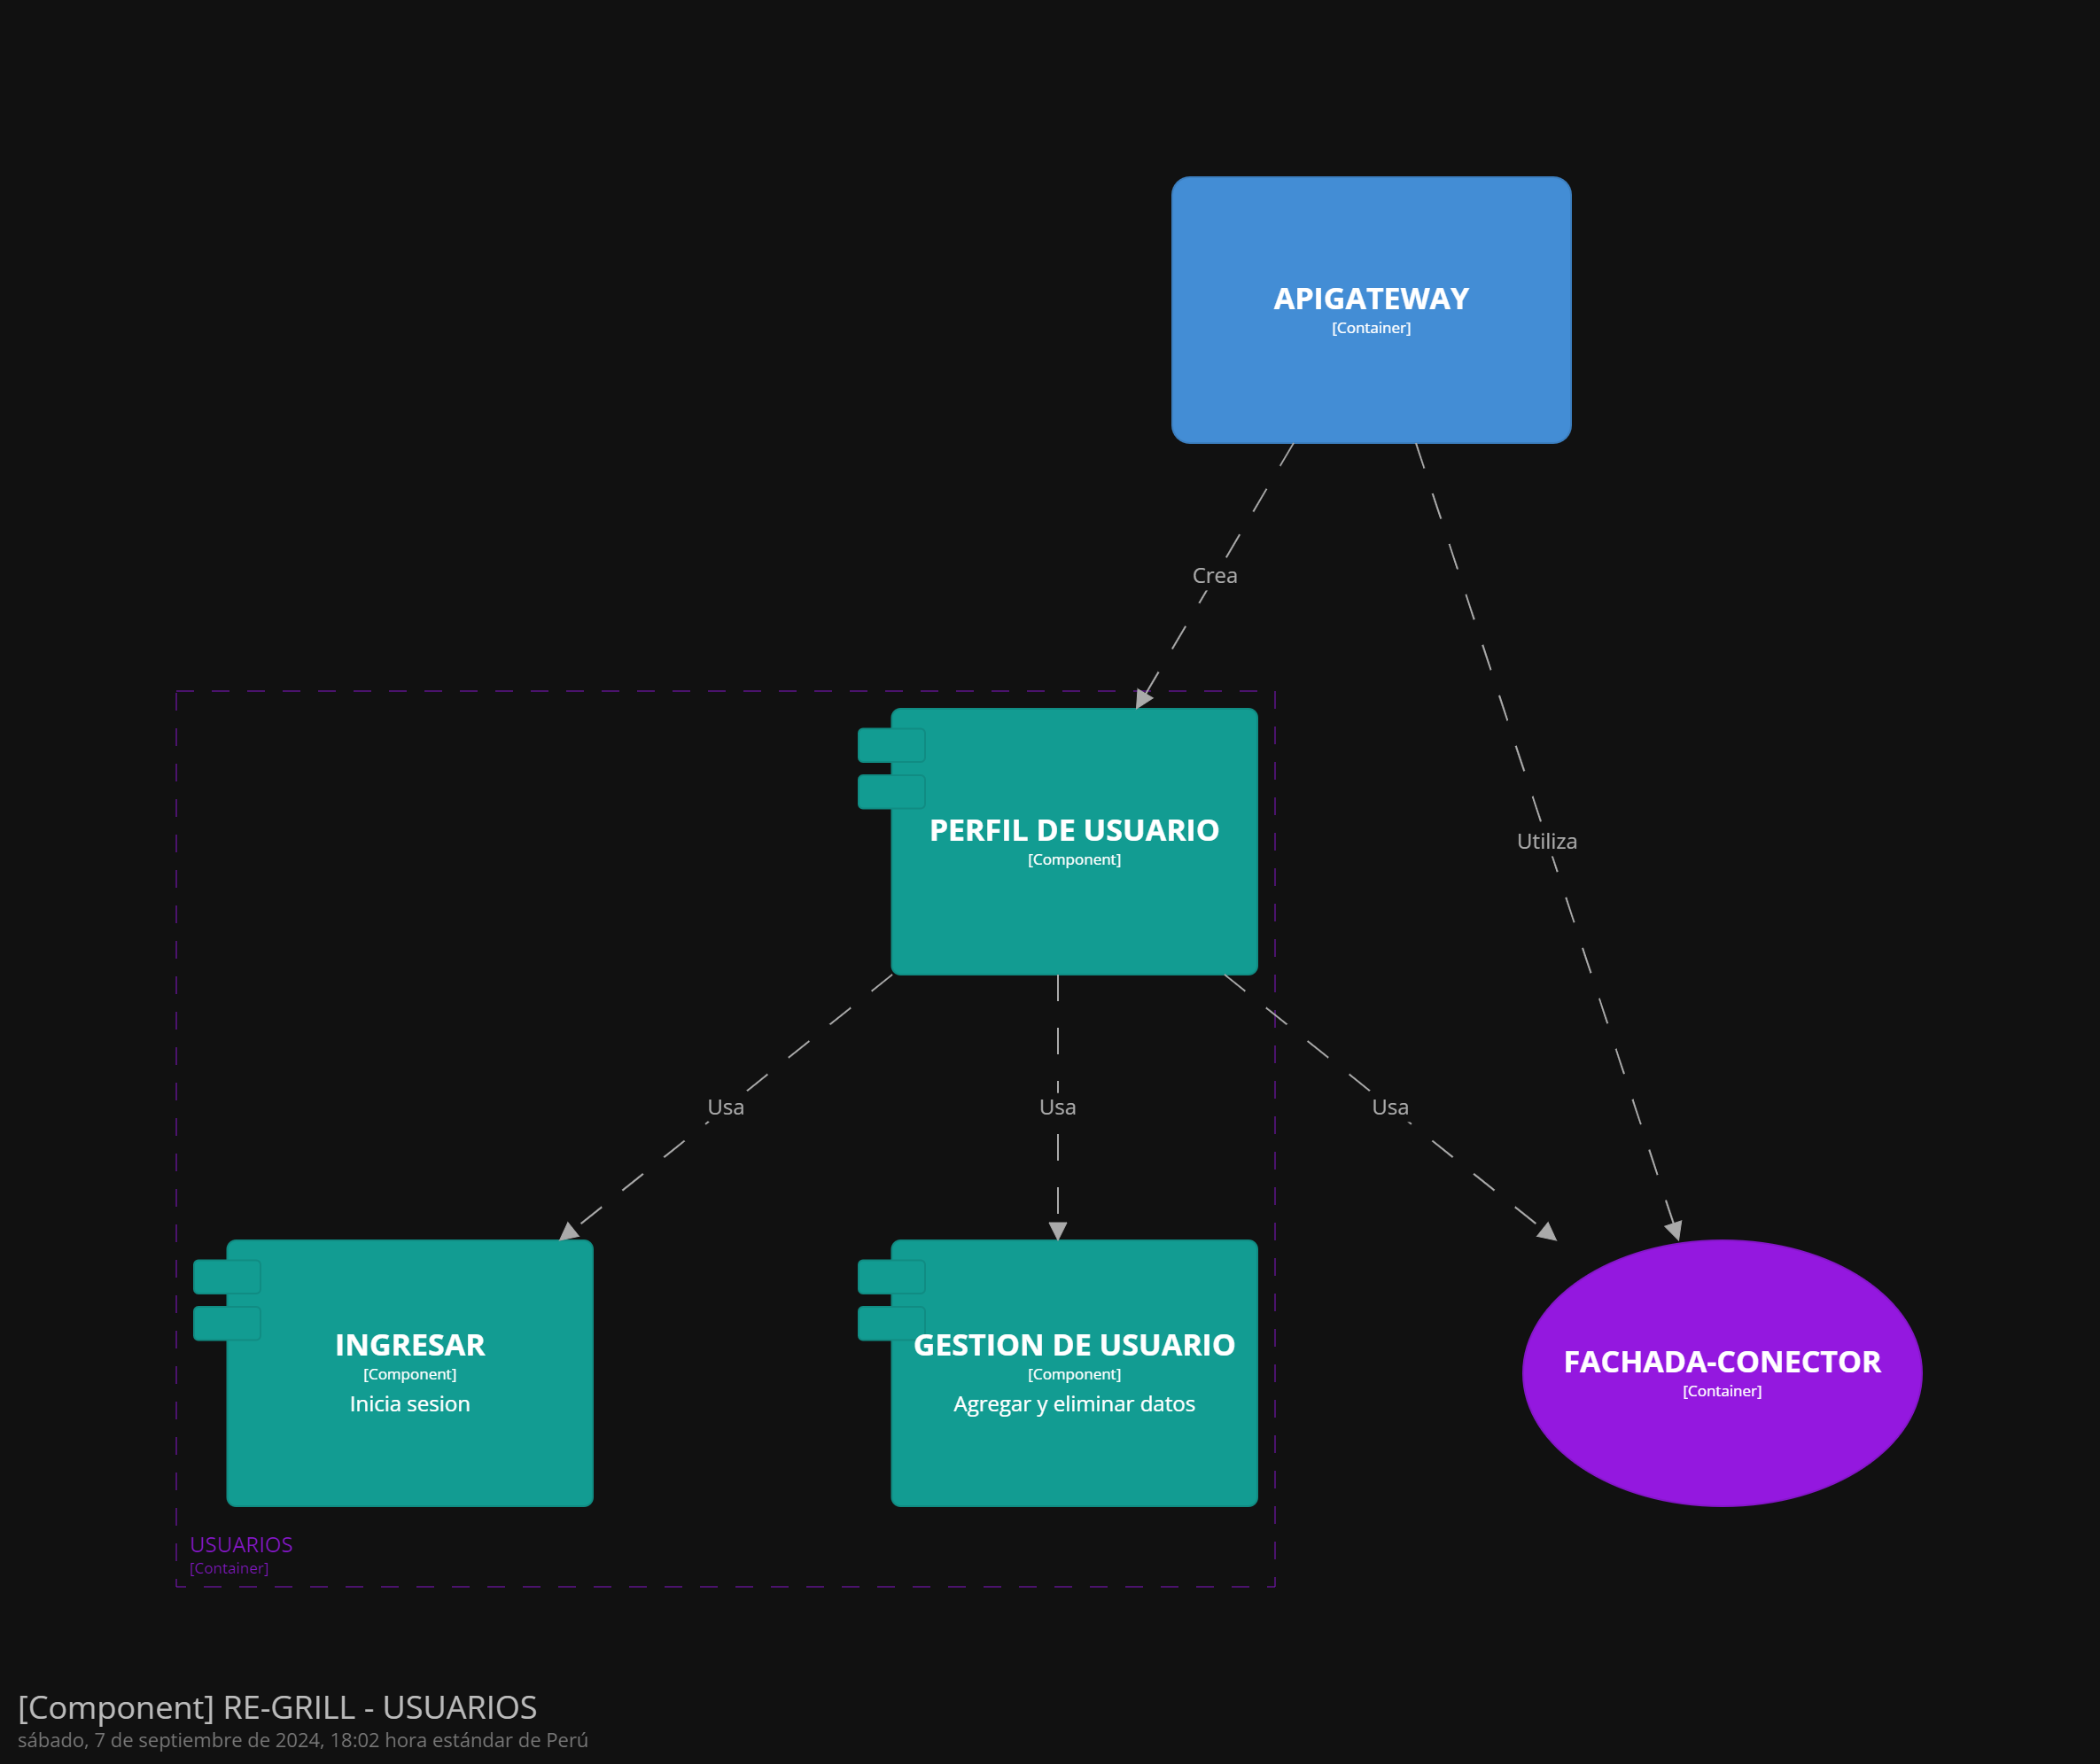 APIGATEWAY
[Container]
Crea
Utiliza
PERFIL DE USUARIO
[Component]
Usa
Usa
Usa
INGRESAR
[Component]
Inicia sesion
GESTION DE USUARIO
[Component]
Agregar y eliminar datos
FACHADA-CONECTOR
[Container]
USUARIOS
[Container]
[Component] RE-GRILL - USUARIOS
sábado, 7 de septiembre de 2024, 18:02 hora estándar de Perú